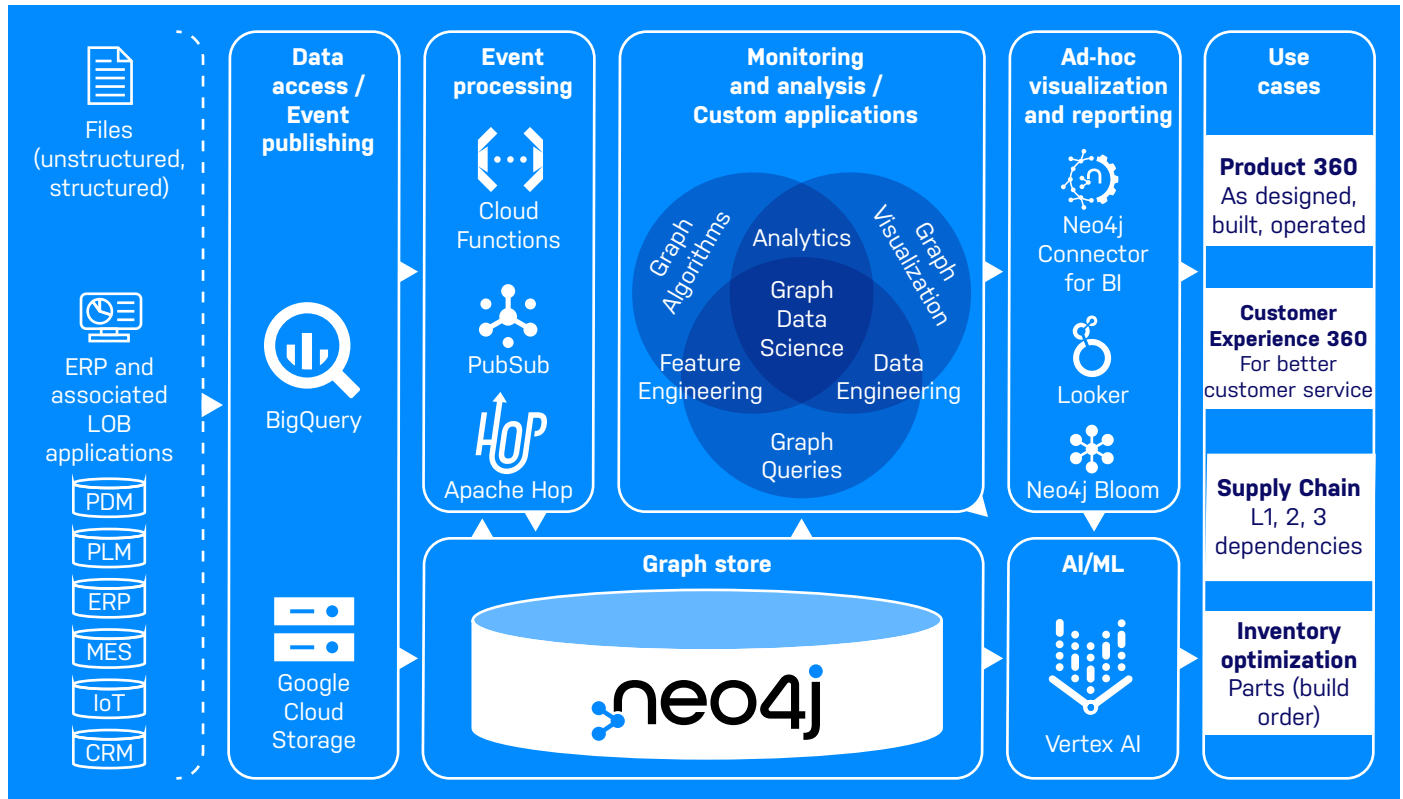 Files
(unstructured,
structured)
ERP and
associated
LOB
applications
PDM
PLM
ERP
MES
IoT
CRM
Data
access /
Event
publishing
BigQuery
Google
Cloud
Storage
Event
processing
Cloud
Functions
PubSub
HOP
Apache Hop
Monitoring
and analysis /
Custom applications
Graph
Algorithms
Analytics
Graph
Visualization
Graph
Data
Science
Feature
Engineering
Data
Engineering
Graph
Queries
Graph store
neo4j
Ad-hoc
visualization
and reporting
n
Neo4j
Connector
for BI
Looker
Neo4j Bloom
AI/ML
Vertex AI
Use
cases
Product 360
As designed,
built, operated
Customer
Experience 360
For better
customer service
Supply Chain
L1, 2, 3
dependencies
Inventory
optimization
Parts (build
order)